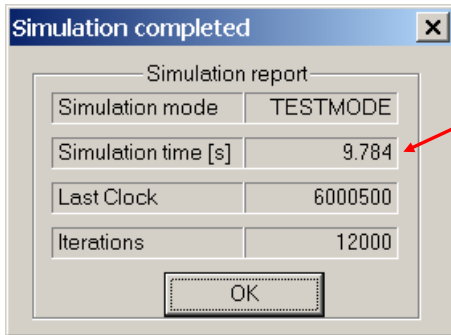 Simulation completed
Simulation report
Simulation mode TESTMODE
Simulation time [s] 9.784
Last Clock 6000500
Iterations 12000
OK